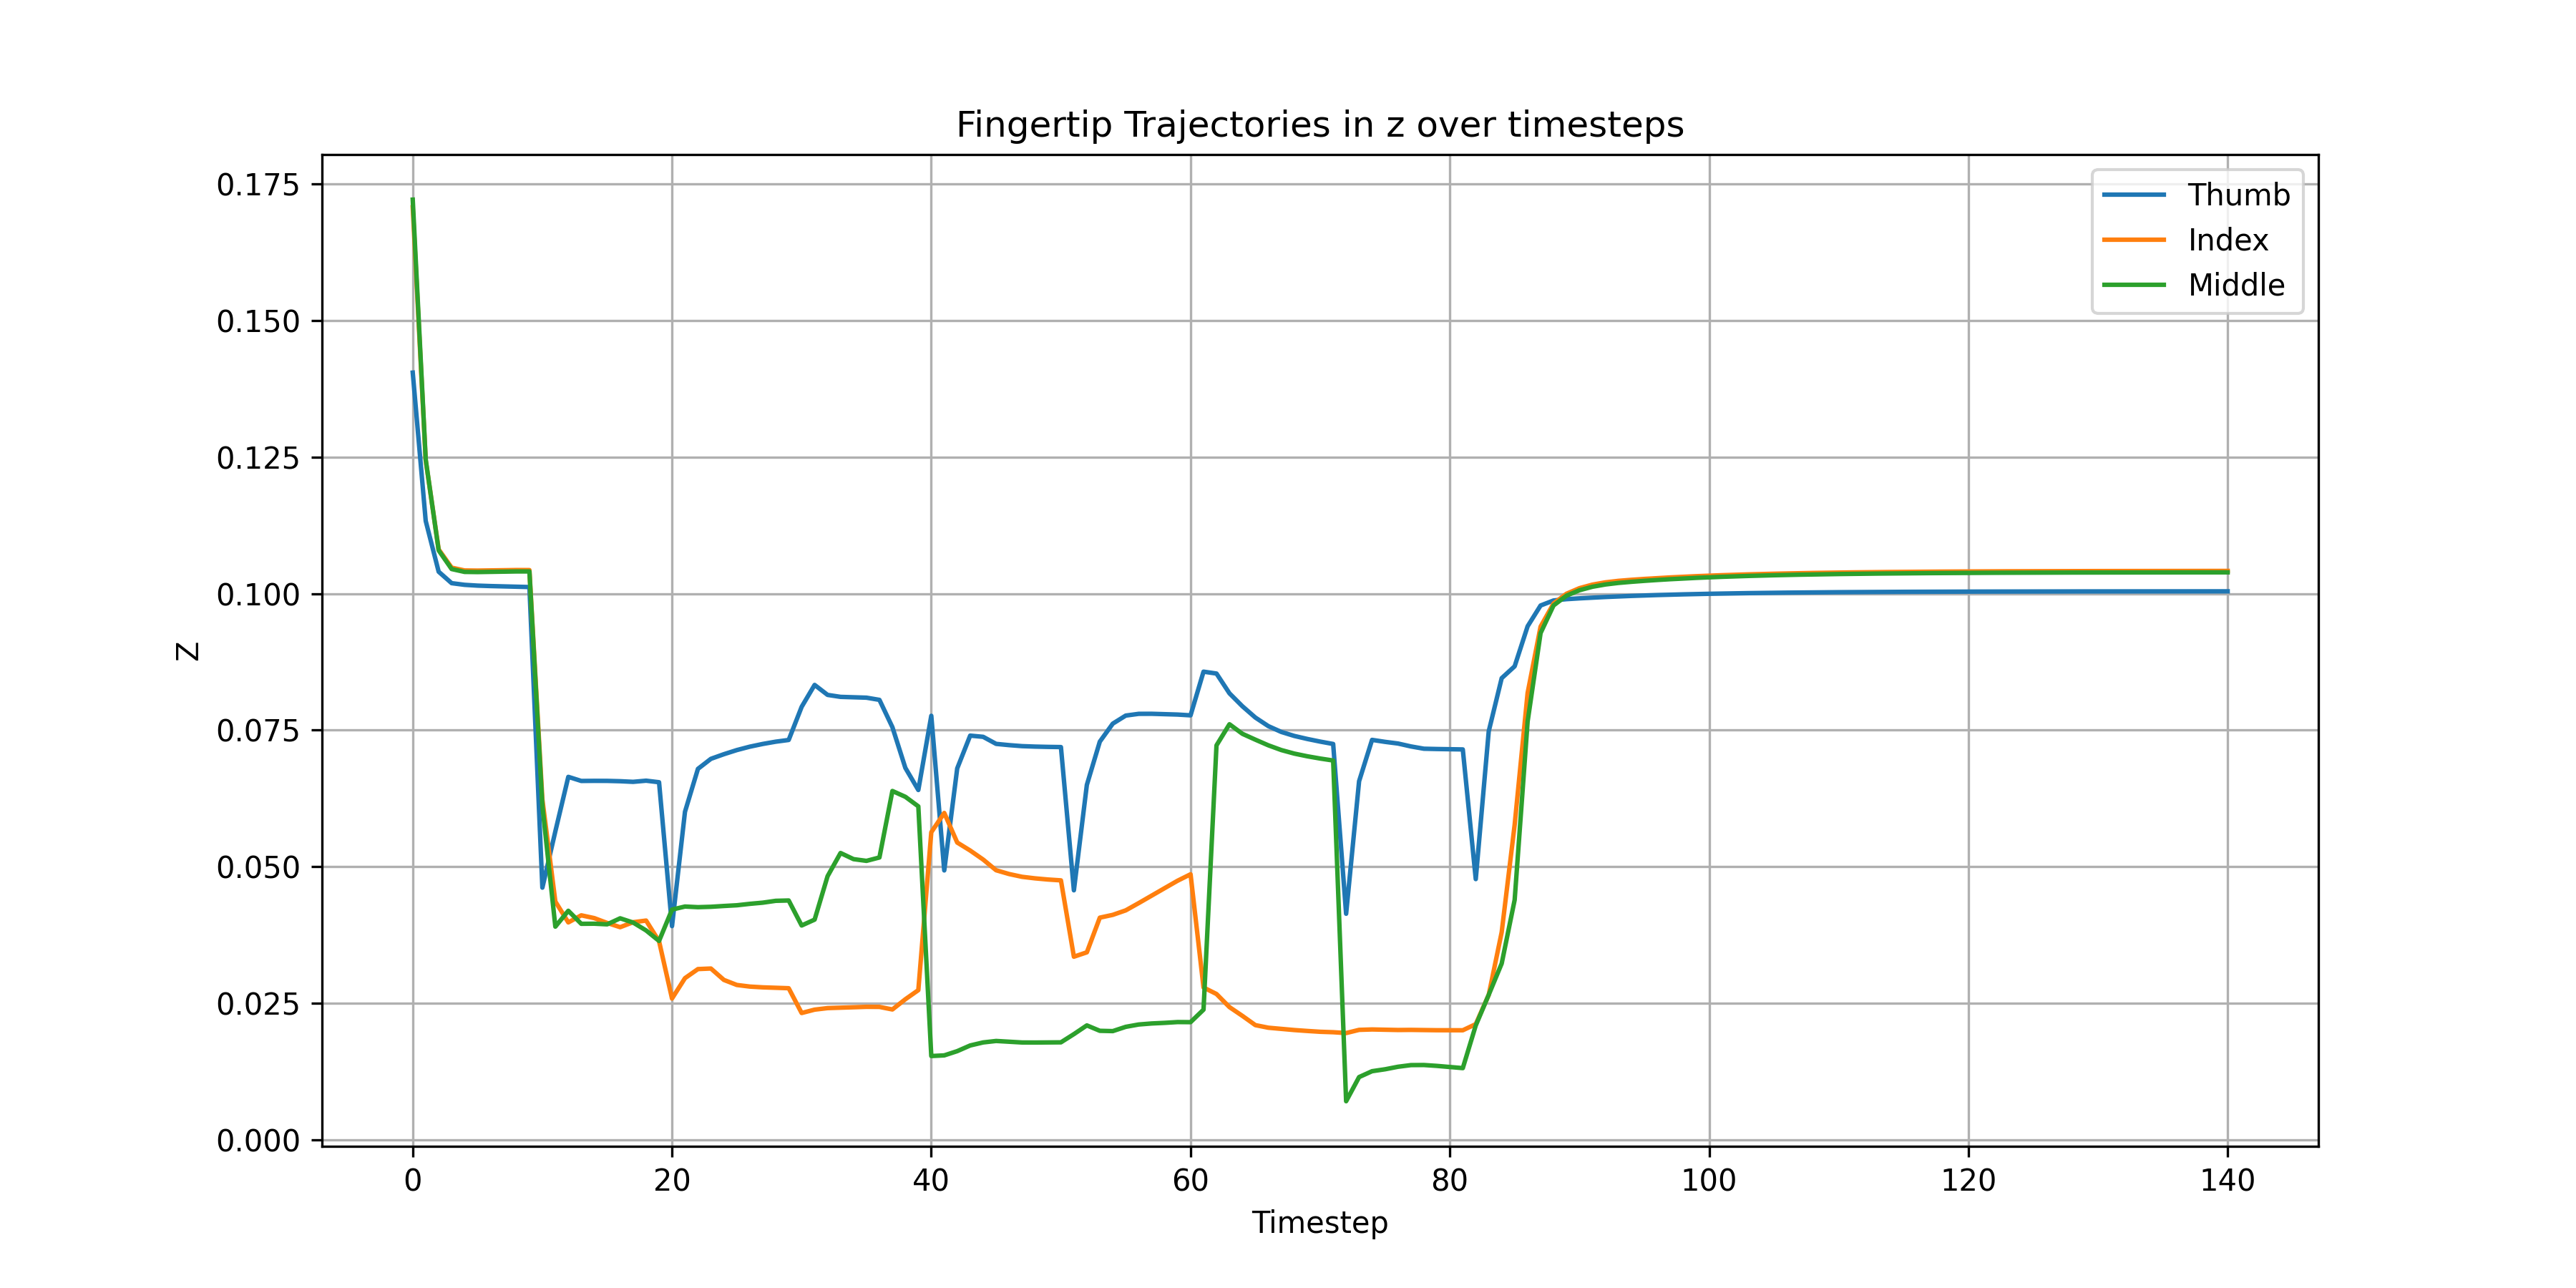 Fingertip Trajectories in z over timesteps
0.175
0.150
0.125
0.100
0.075
0.050
0.025
0.000
Z
Thumb
Index
Middle
0 20 40 60 80 100 120 140
Timestep